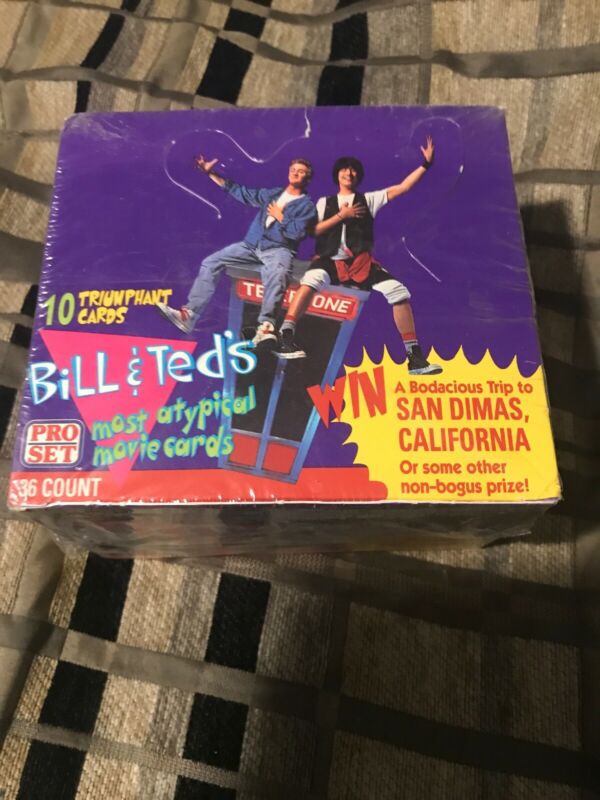 10 TRIUMPHANT
CARDS
TELEPHONE
BiLL & Ted's
most atypical
movie cards
PRO
SET
36 COUNT
WIN
A Bodacious Trip to
SAN DIMAS,
CALIFORNIA
Or some other
non-bogus prize!